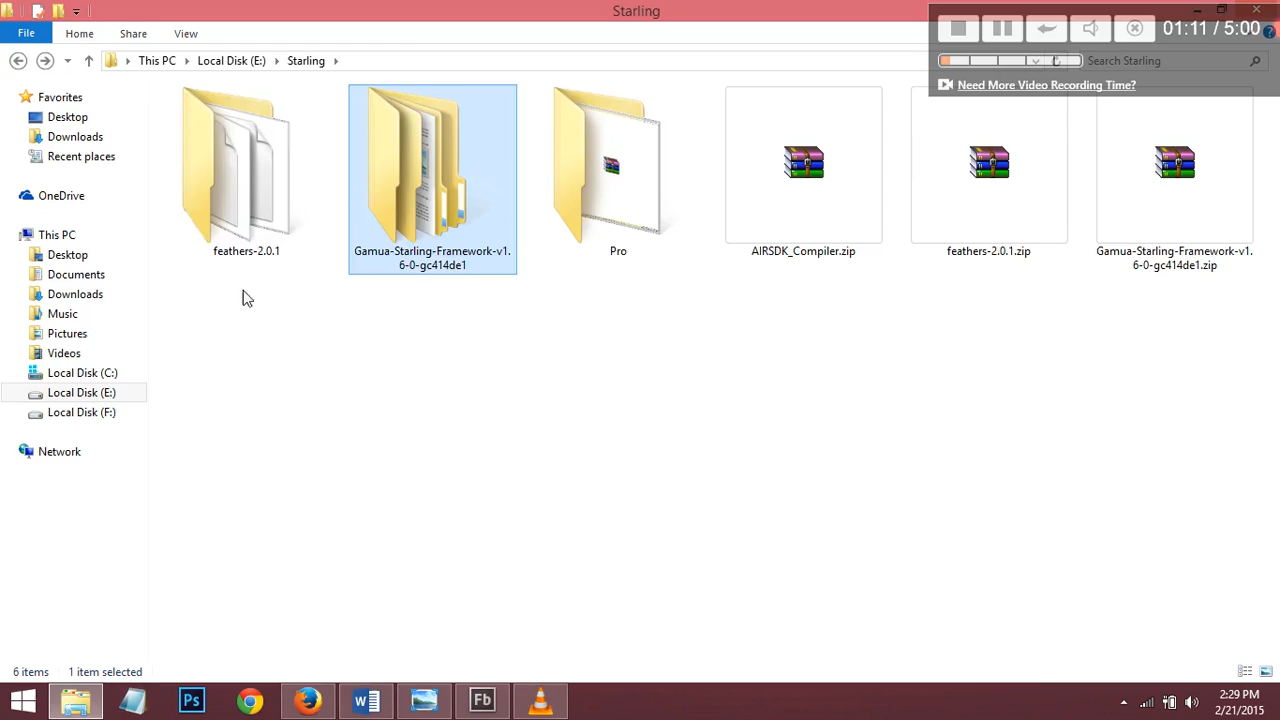 Starling
File
Home
Share
View
01:11 / 5:00
This PC
Local Disk (E:)
Starling
Search Starling
Need More Video Recording Time?
Favorites
Desktop
Downloads
Recent places
OneDrive
This PC
Desktop
Documents
Downloads
Music
Pictures
Videos
Local Disk (C:)
Local Disk (E:)
Local Disk (F:)
Network
feathers-2.0.1
Gamua-Starling-Framework-v1.
6-0-gc414de1
Pro
AIRSDK_Compiler.zip
feathers-2.0.1.zip
Gamua-Starling-Framework-v1.
6-0-gc414de1.zip
6 items
1 item selected
Ps
Fb
2:29 PM
2/21/2015